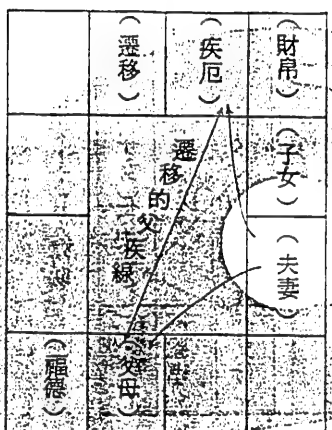 （財帛）
（疾厄）
（遷移）
（子女）
（夫妻）
遷移的父疾線
（父母）
（福德）